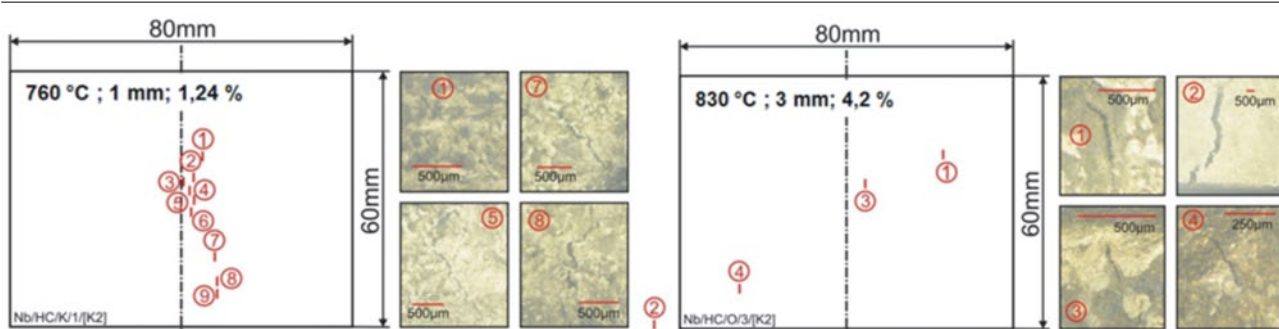 80mm
760 °C ; 1 mm; 1,24 %
1
2
3
4
5
6
7
8
9
60mm
Nb/HC/K/1/[K2]
1
500µm
7
500µm
5
500µm
8
500µm
80mm
830 °C ; 3 mm; 4,2 %
1
3
4
2
60mm
Nb/HC/O/3/[K2]
500µm
1
2
500µm
500µm
3
4
250µm